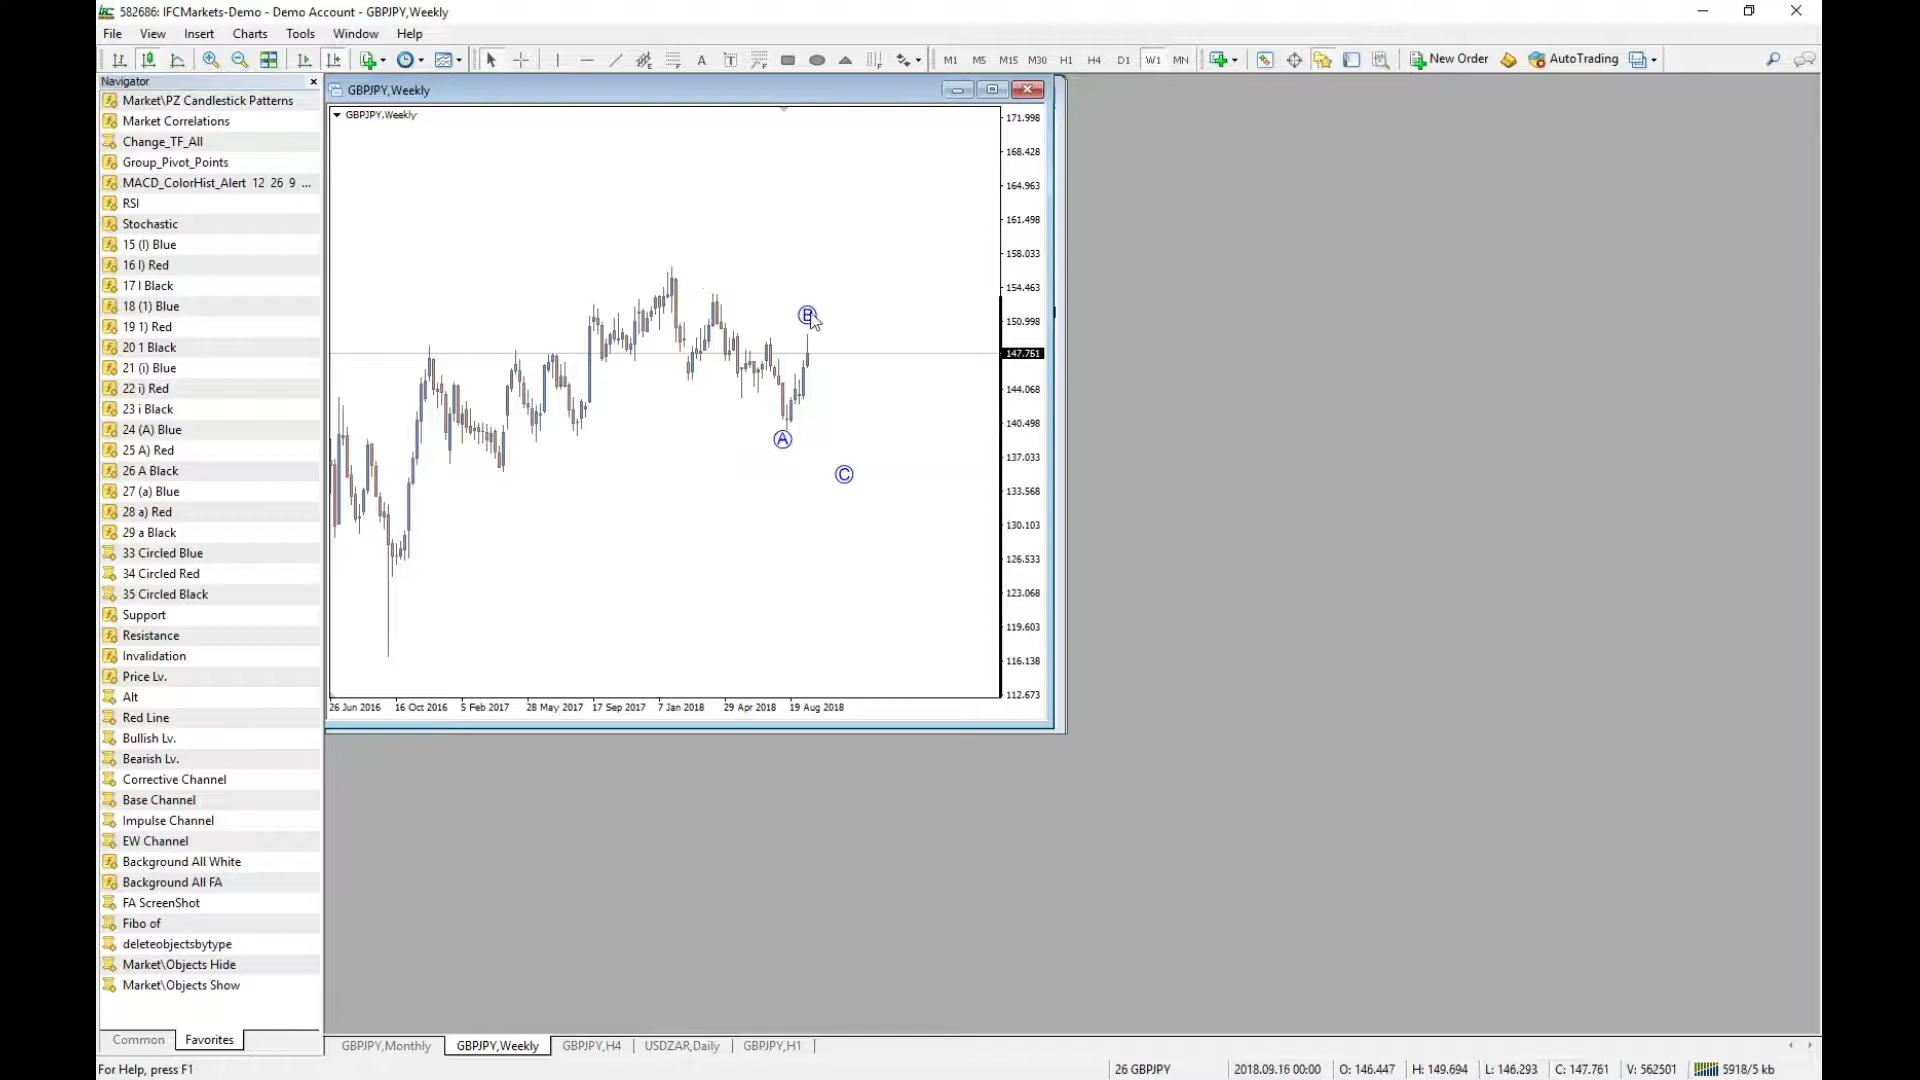 582686: IFCMarkets-Demo - Demo Account - GBPJPY,Weekly
File View Insert Charts Tools Window Help
M1 M5 M15 M30 H1 H4 D1 W1 MN New Order AutoTrading
Navigator
Market\PZ Candlestick Patterns
Market Correlations
Change_TF_All
Group_Pivot_Points
MACD_ColorHist_Alert 12 26 9 ...
RSI
Stochastic
15 (I) Blue
16 I) Red
17 I Black
18 (1) Blue
19 1) Red
20 1 Black
21 (i) Blue
22 i) Red
23 i Black
24 (A) Blue
25 A) Red
26 A Black
27 (a) Blue
28 a) Red
29 a Black
33 Circled Blue
34 Circled Red
35 Circled Black
Support
Resistance
Invalidation
Price Lv.
Alt
Red Line
Bullish Lv.
Bearish Lv.
Corrective Channel
Base Channel
Impulse Channel
EW Channel
Background All White
Background All FA
FA ScreenShot
Fibo of
deleteobjectsbytype
Market\Objects Hide
Market\Objects Show
Common Favorites
GBPJPY,Weekly
GBPJPY,Weekly
171.998
168.428
164.963
161.498
158.033
154.463
150.998
147.761
144.068
140.498
137.033
133.568
130.103
126.533
123.068
119.603
116.138
112.673
B
A
C
26 Jun 2016 16 Oct 2016 5 Feb 2017 28 May 2017 17 Sep 2017 7 Jan 2018 29 Apr 2018 19 Aug 2018
GBPJPY,Monthly GBPJPY,Weekly GBPJPY,H4 USDZAR,Daily GBPJPY,H1
For Help, press F1 26 GBPJPY 2018.09.16 00:00 O: 146.447 H: 149.694 L: 146.293 C: 147.761 V: 562501 5918/5 kb